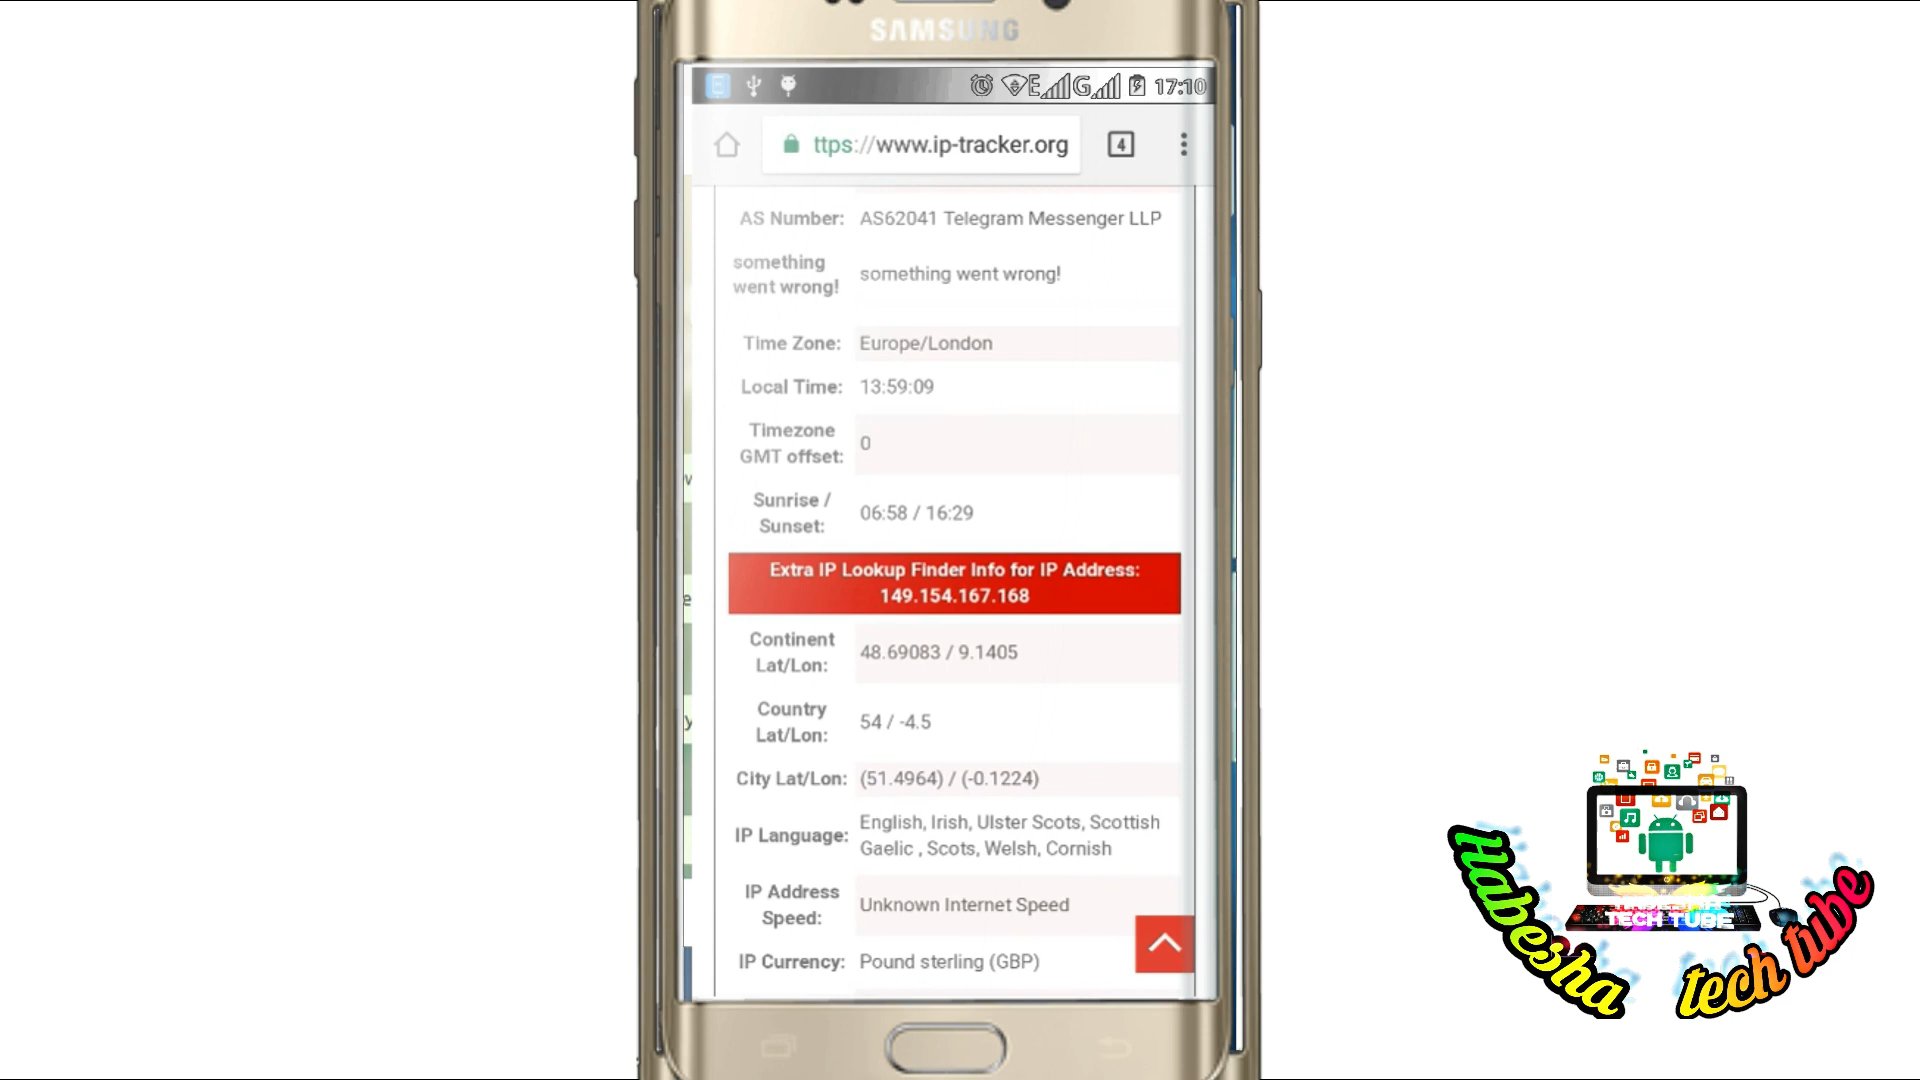 SAMSUNG
E G 17:10
ttps://www.ip-tracker.org 4
AS Number: AS62041 Telegram Messenger LLP
something went wrong! something went wrong!
Time Zone: Europe/London
Local Time: 13:59:09
Timezone GMT offset: 0
Sunrise / Sunset: 06:58 / 16:29
Extra IP Lookup Finder Info for IP Address:
149.154.167.168
Continent Lat/Lon: 48.69083 / 9.1405
Country Lat/Lon: 54 / -4.5
City Lat/Lon: (51.4964) / (-0.1224)
IP Language: English, Irish, Ulster Scots, Scottish
Gaelic , Scots, Welsh, Cornish
IP Address Speed: Unknown Internet Speed
IP Currency: Pound sterling (GBP)
TECH TUBE
Habesha tech tube